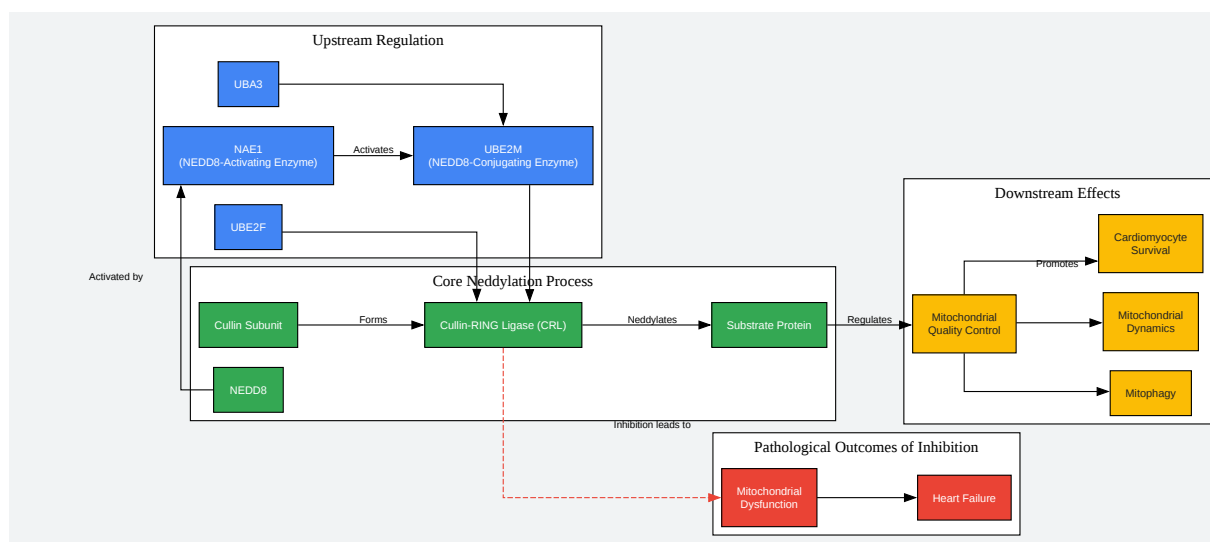 Upstream Regulation
UBA3
NAE1
(NEDD8-Activating Enzyme)
Activates
UBE2M
(NEDD8-Conjugating Enzyme)
UBE2F
Activated by
Core Neddylation Process
Cullin Subunit
Forms
Cullin-RING Ligase (CRL)
Neddylates
Substrate Protein
Regulates
NEDD8
Downstream Effects
Cardiomyocyte
Survival
Promotes
Mitochondrial
Quality Control
Mitochondrial
Dynamics
Mitophagy
Inhibition leads to
Pathological Outcomes of Inhibition
Mitochondrial
Dysfunction
Heart Failure